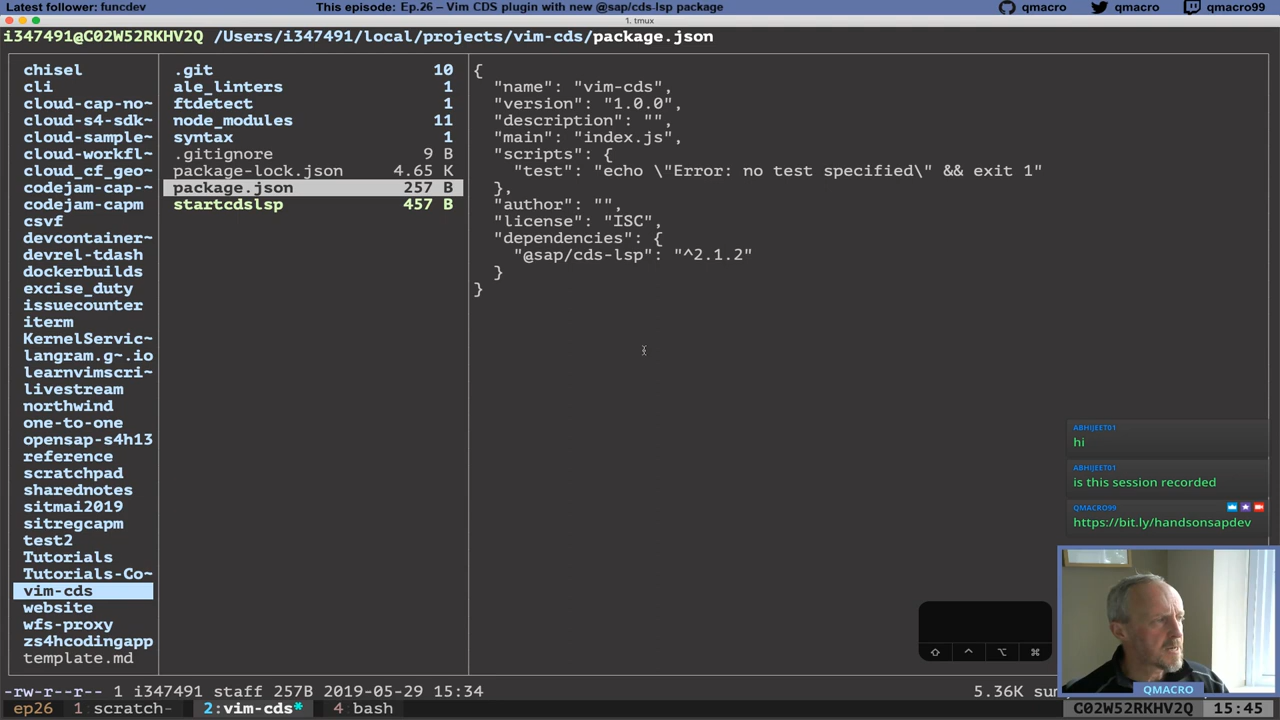 Latest follower: funcdev
This episode: Ep.26 – Vim CDS plugin with new @sap/cds-lsp package
qmacro
qmacro
qmacro99
1. tmux
i347491@C02W52RKHV2Q /Users/i347491/local/projects/vim-cds/package.json
chisel
cli
cloud-cap-no~
cloud-s4-sdk~
cloud-sample~
cloud-workfl~
cloud_cf_geo~
codejam-cap-~
codejam-capm
csvf
devcontainer~
devrel-tdash
dockerbuilds
excise_duty
issuecounter
iterm
KernelServic~
langram.g~.io
learnvimscri~
livestream
northwind
one-to-one
opensap-s4h13
reference
scratchpad
sharednotes
sitmai2019
sitregcapm
test2
Tutorials
Tutorials-Co~
vim-cds
website
wfs-proxy
zs4hcodingapp
template.md
.git 10
ale_linters 1
ftdetect 1
node_modules 11
syntax 1
.gitignore 9 B
package-lock.json 4.65 K
package.json 257 B
startcdslsp 457 B
{
"name": "vim-cds",
"version": "1.0.0",
"description": "",
"main": "index.js",
"scripts": {
"test": "echo \"Error: no test specified\" && exit 1"
},
"author": "",
"license": "ISC",
"dependencies": {
"@sap/cds-lsp": "^2.1.2"
}
}
ABHIJEET01
hi
ABHIJEET01
is this session recorded
QMACRO99
https://bit.ly/handsonsapdev
QMACRO
-rw-r--r-- 1 i347491 staff 257B 2019-05-29 15:34
5.36K sum
ep26 1 scratch- 2:vim-cds* 4 bash
C02W52RKHV2Q 15:45